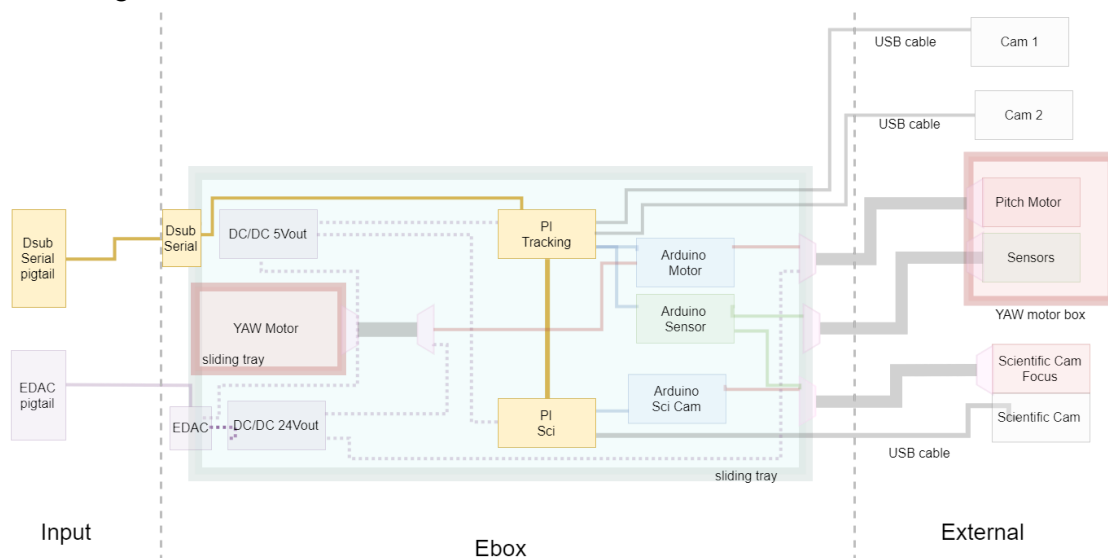 USB cable
Cam 1
USB cable
Cam 2
Dsub
Serial
pigtail
Dsub
Serial
DC/DC 5Vout
PI
Tracking
Arduino
Motor
Pitch Motor
Sensors
YAW motor box
YAW Motor
sliding tray
Arduino
Sensor
EDAC
pigtail
EDAC
DC/DC 24Vout
PI
Sci
Arduino
Sci Cam
Scientific Cam
Focus
Scientific Cam
USB cable
sliding tray
Input
Ebox
External